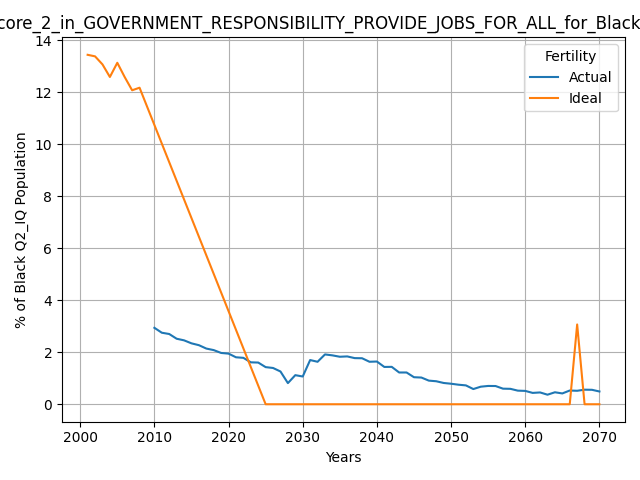 core_2_in_GOVERNMENT_RESPONSIBILITY_PROVIDE_JOBS_FOR_ALL_for_Black
Fertility
Actual
Ideal
14
12
10
8
6
4
2
0
% of Black Q2_IQ Population
2000 2010 2020 2030 2040 2050 2060 2070
Years